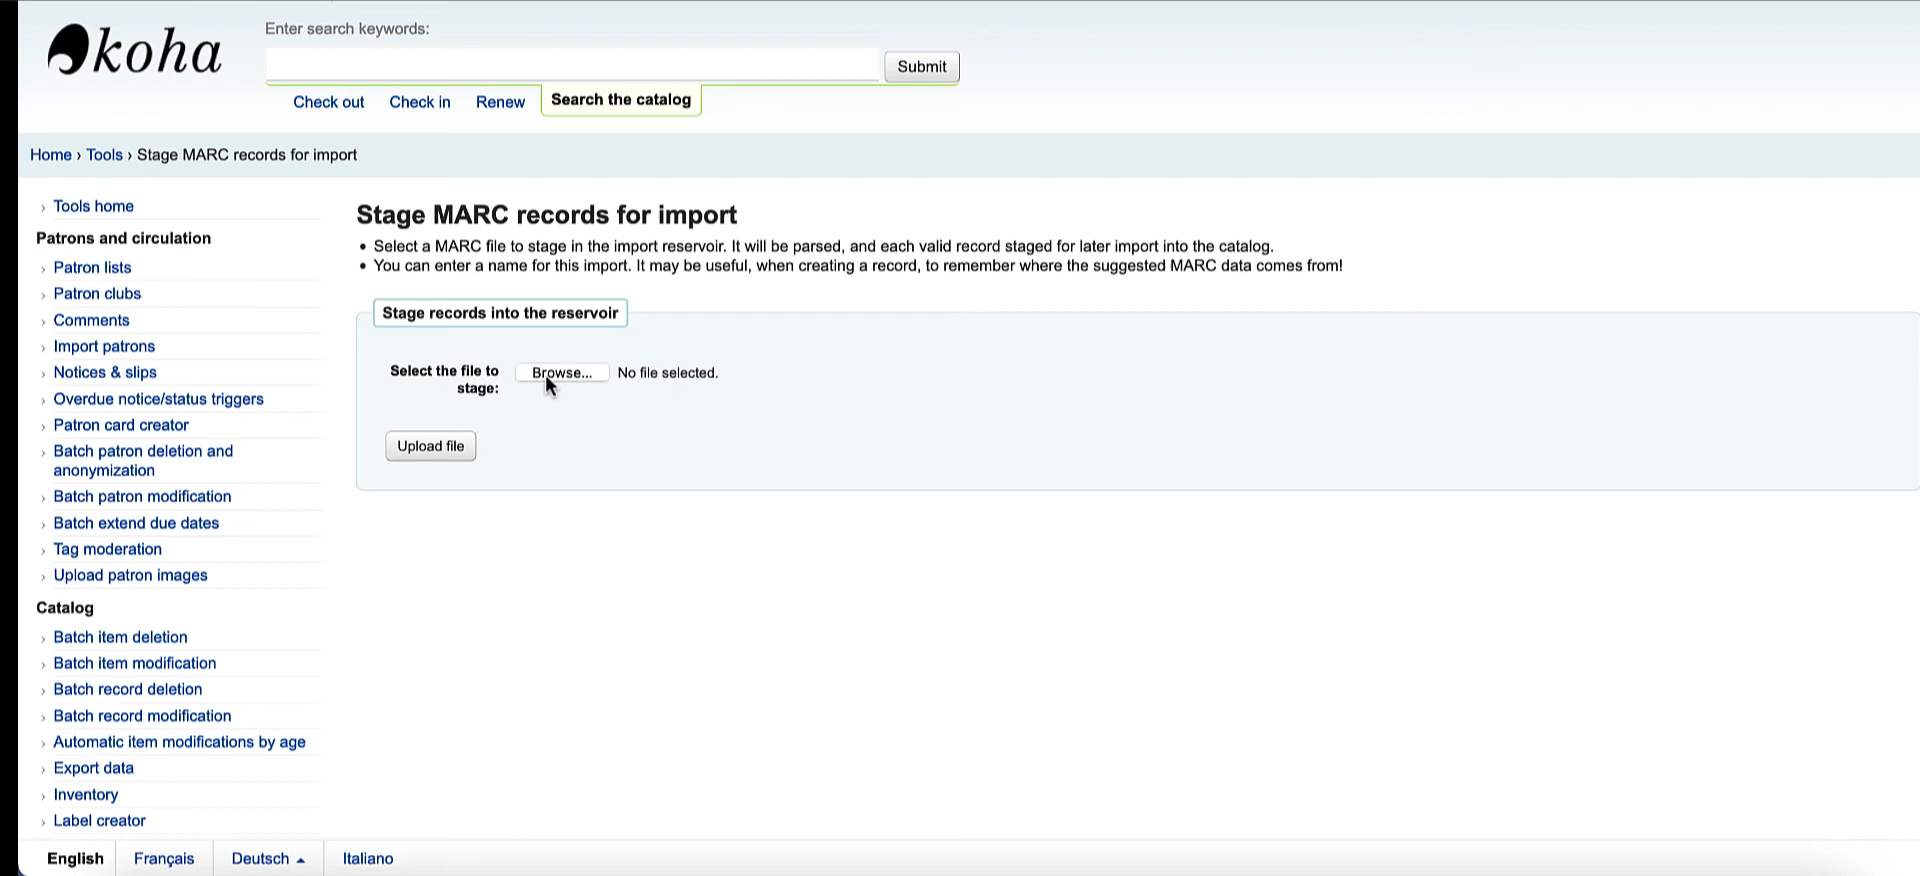 koha
Enter search keywords:
Submit
Check out Check in Renew Search the catalog
Home › Tools › Stage MARC records for import
› Tools home
Patrons and circulation
› Patron lists
› Patron clubs
› Comments
› Import patrons
› Notices & slips
› Overdue notice/status triggers
› Patron card creator
› Batch patron deletion and
anonymization
› Batch patron modification
› Batch extend due dates
› Tag moderation
› Upload patron images
Catalog
› Batch item deletion
› Batch item modification
› Batch record deletion
› Batch record modification
› Automatic item modifications by age
› Export data
› Inventory
› Label creator
Stage MARC records for import
• Select a MARC file to stage in the import reservoir. It will be parsed, and each valid record staged for later import into the catalog.
• You can enter a name for this import. It may be useful, when creating a record, to remember where the suggested MARC data comes from!
Stage records into the reservoir
Select the file to
stage:
Browse... No file selected.
Upload file
English Français Deutsch Italiano